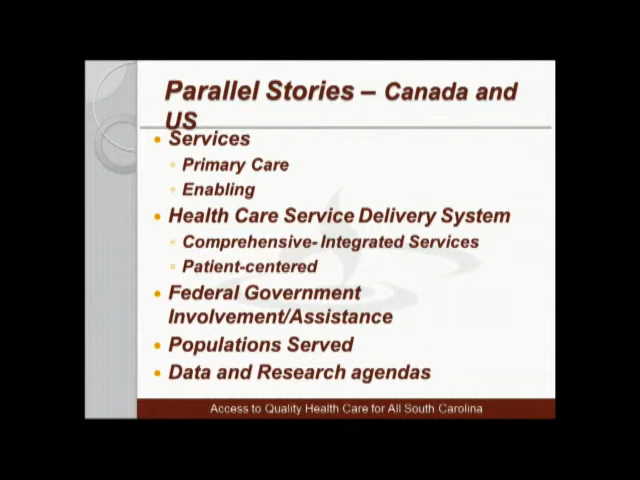 Parallel Stories – Canada and
US
• Services
◦ Primary Care
◦ Enabling
• Health Care Service Delivery System
◦ Comprehensive- Integrated Services
◦ Patient-centered
• Federal Government
Involvement/Assistance
• Populations Served
• Data and Research agendas
Access to Quality Health Care for All South Carolina